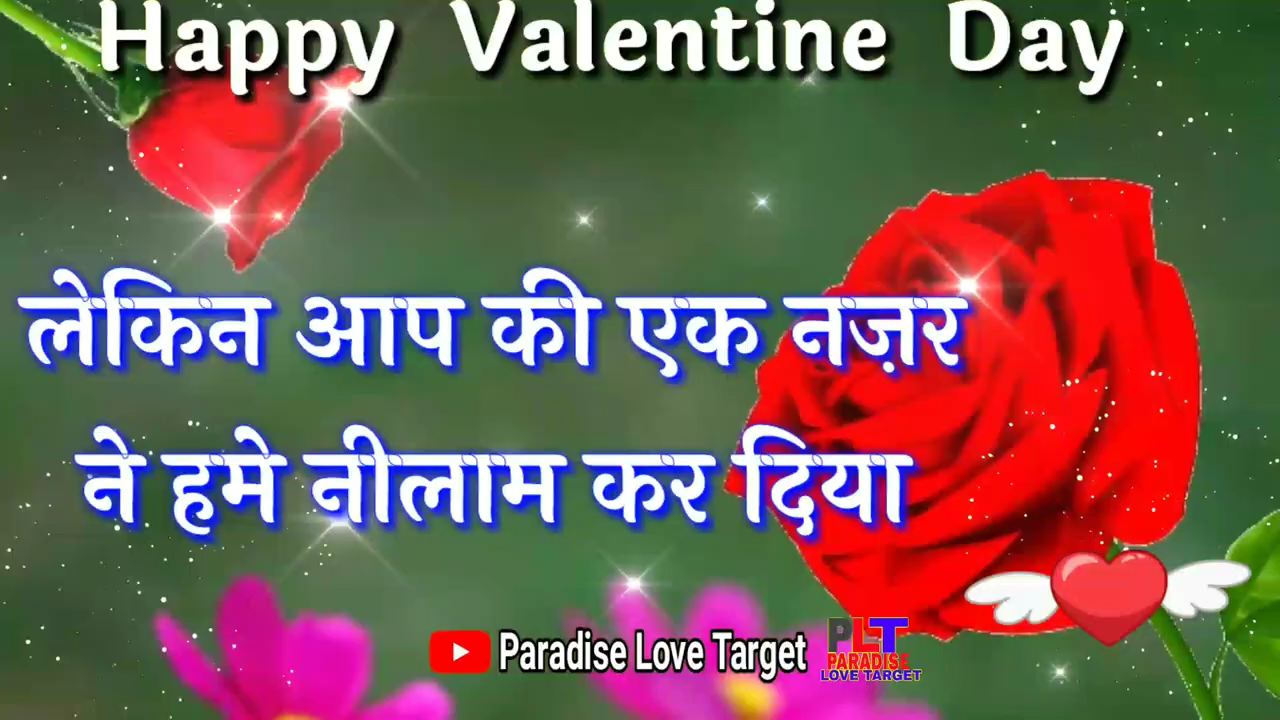 Happy Valentine Day
लेकिन आप की एक नज़र
ने हमे नीलाम कर दिया
Paradise Love Target
PLT
PARADISE
LOVE TARGET